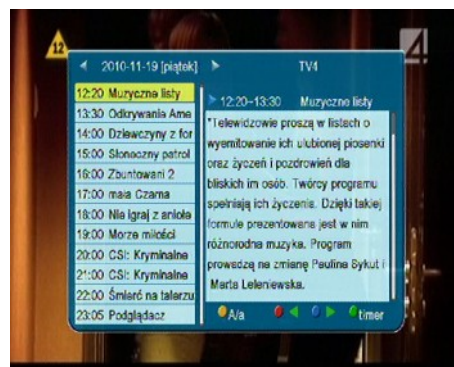 12
4
2010-11-19 [piątek]
TV4
12:20 Muzyczne listy
13:30 Odkrywanie Ame
14:00 Dziewczyny z for
15:00 Słoneczny patrol
16:00 Zbuntowani 2
17:00 mała Czarna
18:00 Nie igraj z aniołe
19:00 Morze miłości
20:00 CSI: Kryminalne
21:00 CSI: Kryminalne
22:00 Śmierć na talerzu
23:05 Podglądacz
12:20~13:30 Muzyczne listy
"Telewidzowie proszą w listach o
wyemitowanie ich ulubionej piosenki
oraz życzeń i pozdrowień dla
bliskich im osób. Twórcy programu
spełniają ich życzenia. Dzięki takiej
formule prezentowana jest w nim
różnorodna muzyka. Program
prowadzą na zmianę Paulina Sykut i
Marta Leleniewska.
A/a
timer